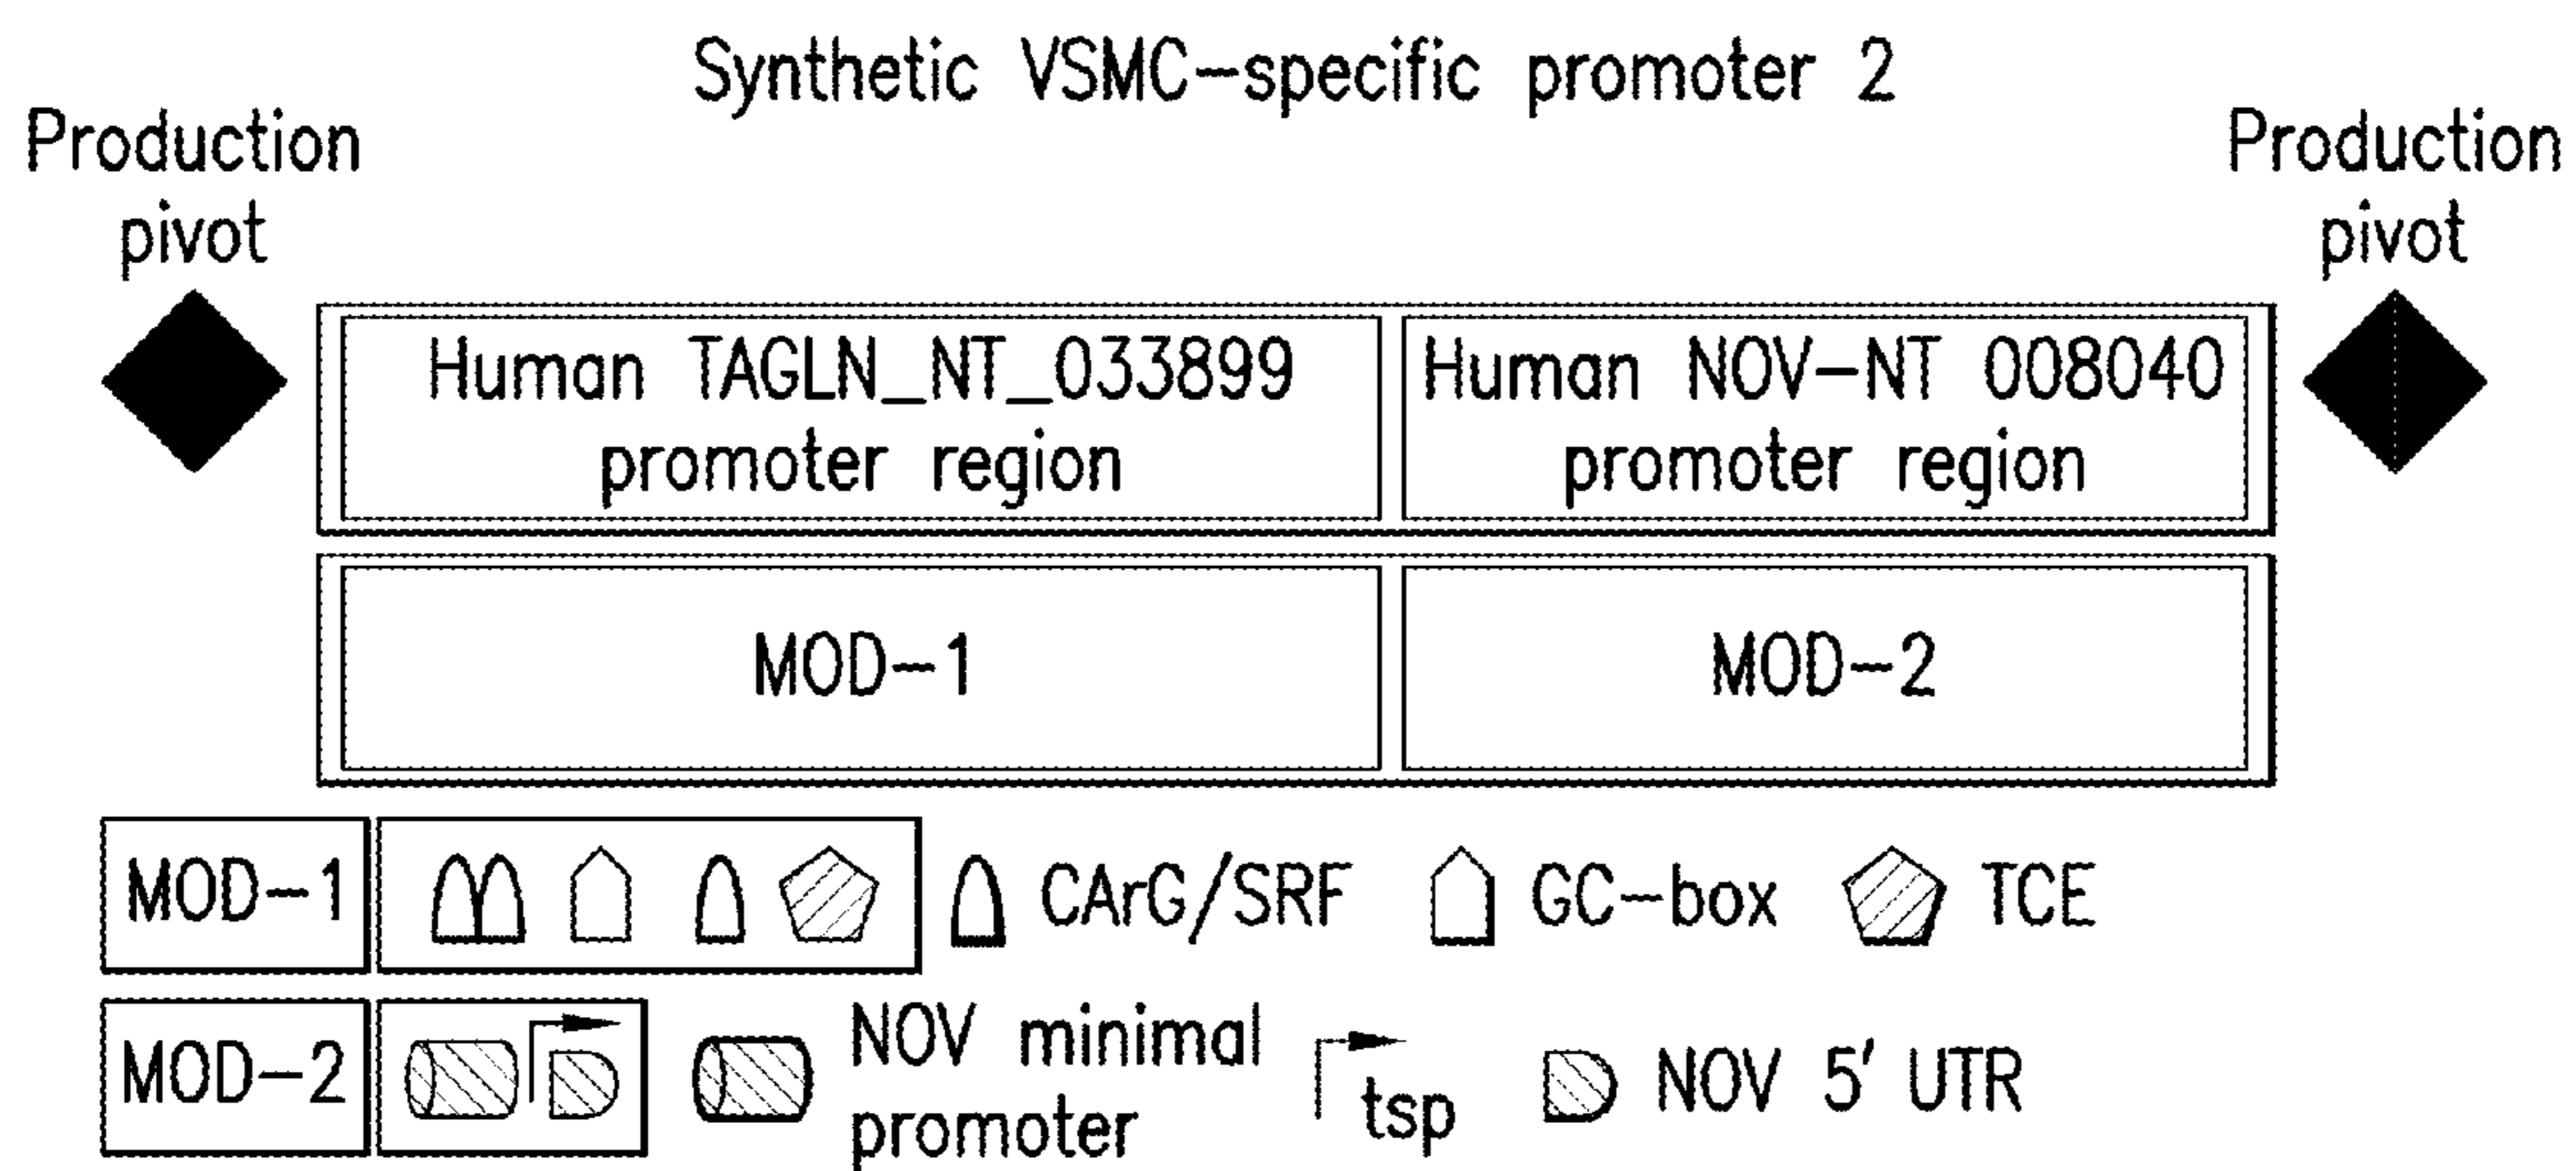 Synthetic VSMC-specific promoter 2
Production
pivot
Production
pivot
Human TAGLN_NT_033899
promoter region
Human NOV-NT 008040
promoter region
MOD-1
MOD-2
MOD-1
CArG/SRF
GC-box
TCE
MOD-2
NOV minimal
promoter
tsp
NOV 5' UTR